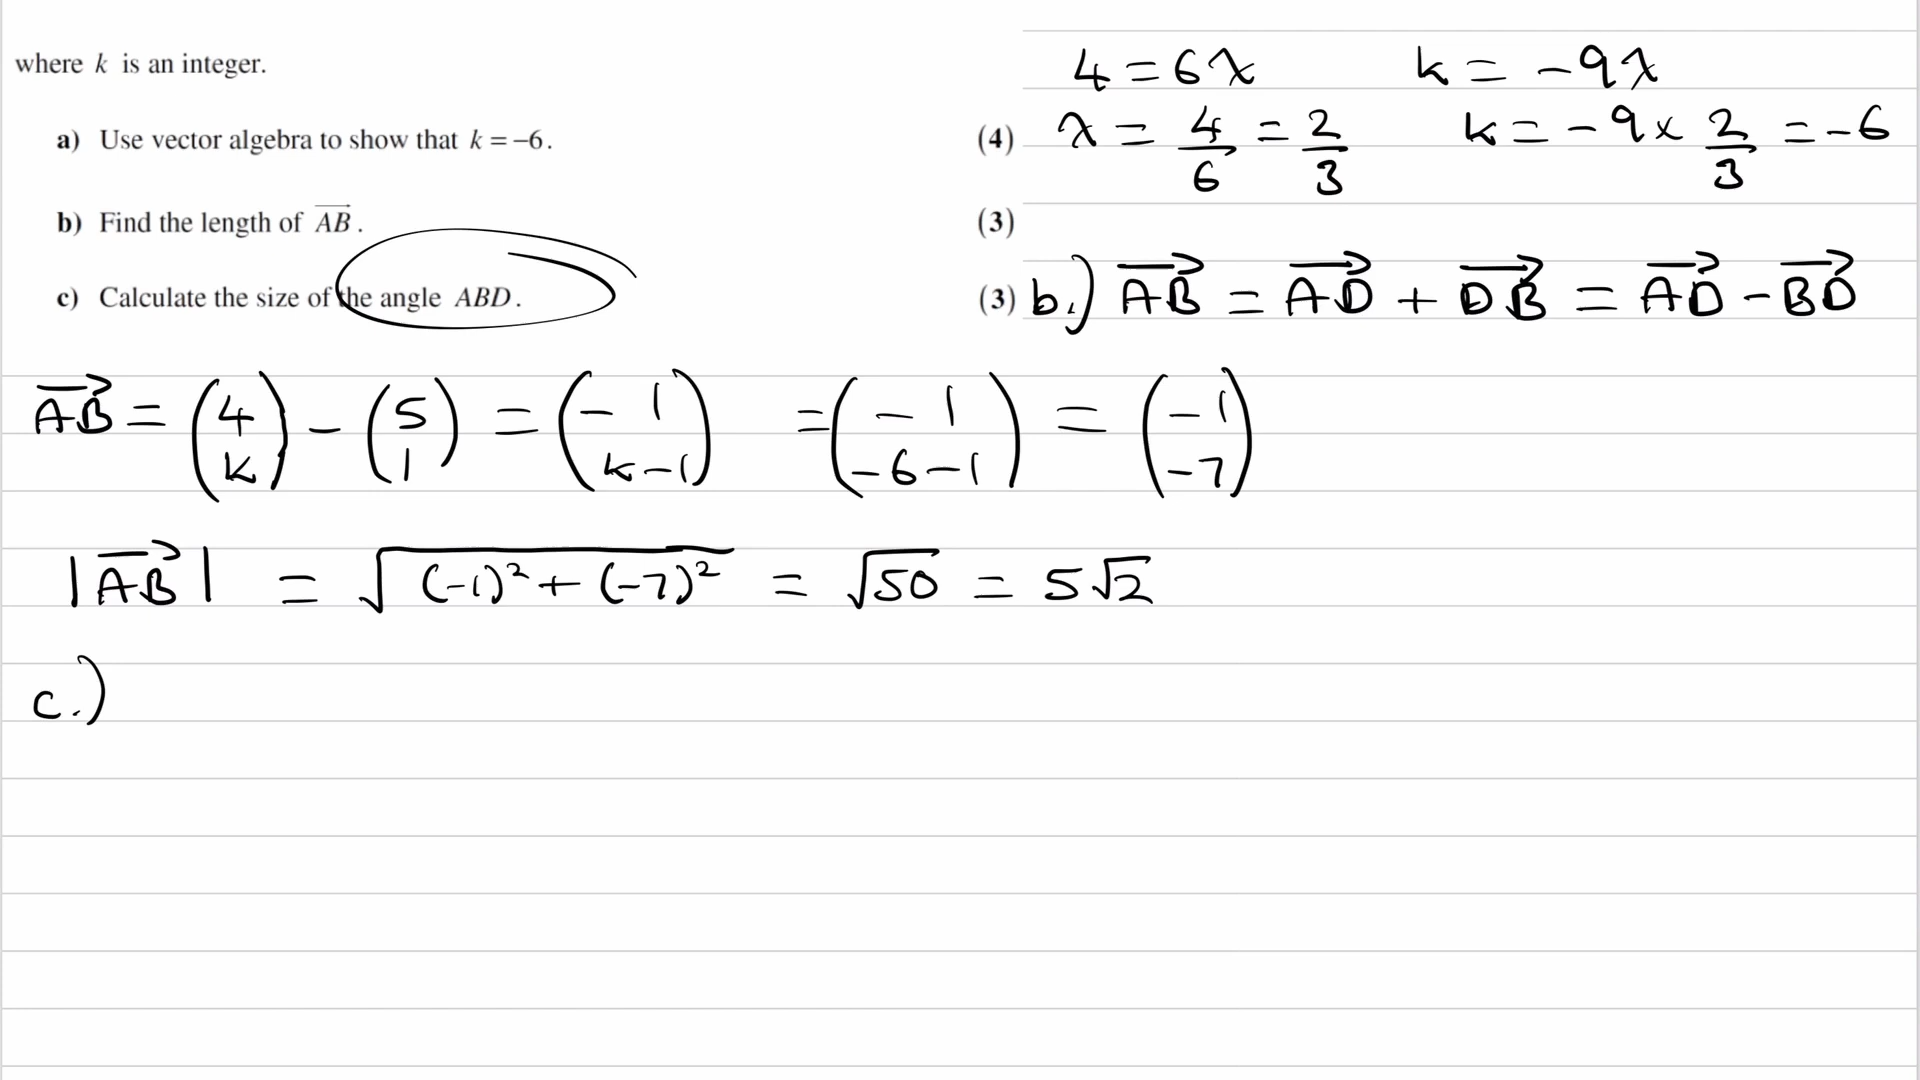 where k is an integer.
4 = 6λ    k = -9λ
a) Use vector algebra to show that k = −6. (4)
λ = 4/6 = 2/3    k = -9 × 2/3 = -6
b) Find the length of →AB. (3)
c) Calculate the size of the angle ABD. (3)
b.) →AB = →AD + →DB = →AD - →BD
→AB = (4 k) - (5 1) = (-1 k-1) = (-1 -6-1) = (-1 -7)
|→AB| = √((-1)² + (-7)²) = √50 = 5√2
c.)